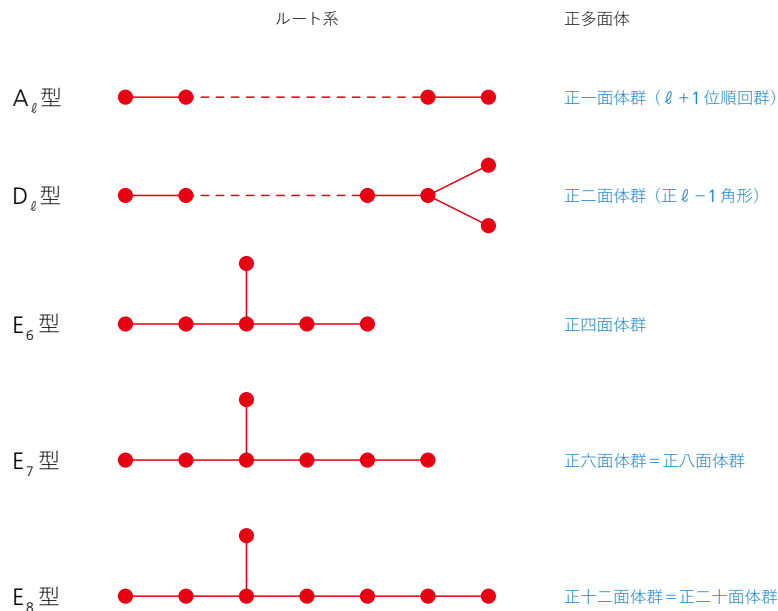 ルート系 正多面体
Aℓ型 正一面体群（ℓ+1位順回群）
Dℓ型 正二面体群（正ℓ−1角形）
E6型 正四面体群
E7型 正六面体群＝正八面体群
E8型 正十二面体群＝正二十面体群